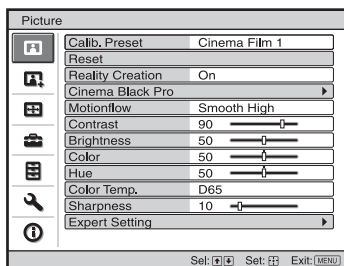 Picture
Calib. Preset Cinema Film 1
Reset
Reality Creation On
Cinema Black Pro
Motionflow Smooth High
Contrast 90
Brightness 50
Color 50
Hue 50
Color Temp. D65
Sharpness 10
Expert Setting
Sel: Set: Exit: MENU